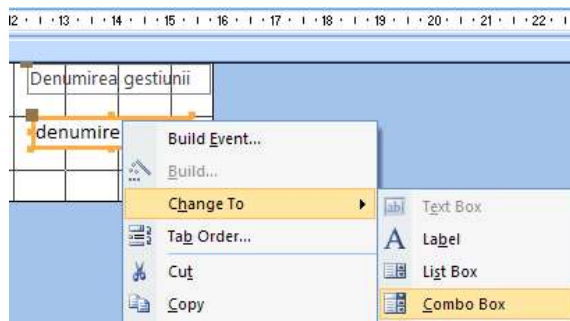 12 · 13 · 14 · 15 · 16 · 17 · 18 · 19 · 20 · 21 · 22 ·
Denumirea gestiunii
denumire
Build Event...
Build...
Change To
Text Box
Tab Order...
Label
Cut
List Box
Copy
Combo Box